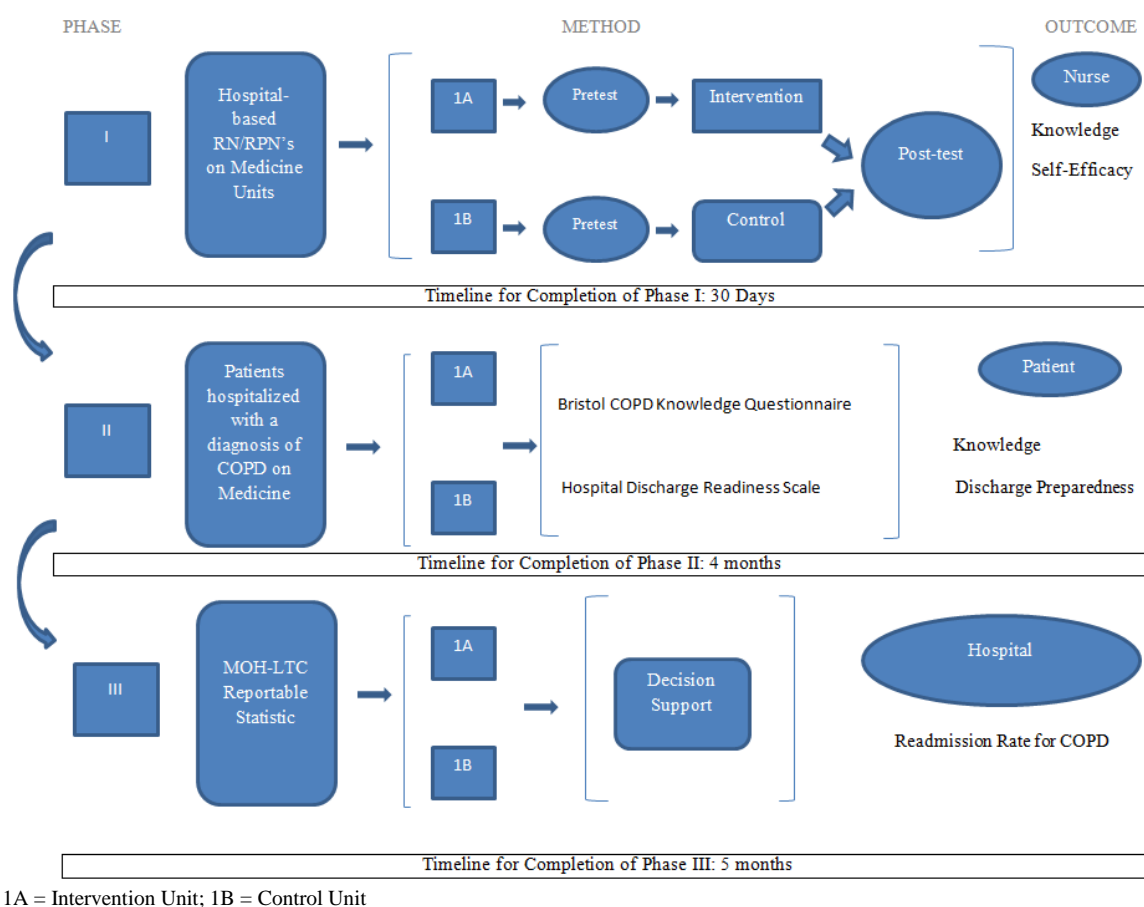 PHASE
METHOD
OUTCOME
I
Hospital-
based
RN/RPN’s
on Medicine
Units
1A
Pretest
Intervention
1B
Pretest
Control
Post-test
Nurse
Knowledge
Self-Efficacy
Timeline for Completion of Phase I: 30 Days
II
Patients
hospitalized
with a
diagnosis of
COPD on
Medicine
1A
1B
Bristol COPD Knowledge Questionnaire
Hospital Discharge Readiness Scale
Patient
Knowledge
Discharge Preparedness
Timeline for Completion of Phase II: 4 months
III
MOH-LTC
Reportable
Statistic
1A
1B
Decision
Support
Hospital
Readmission Rate for COPD
Timeline for Completion of Phase III: 5 months
1A = Intervention Unit; 1B = Control Unit